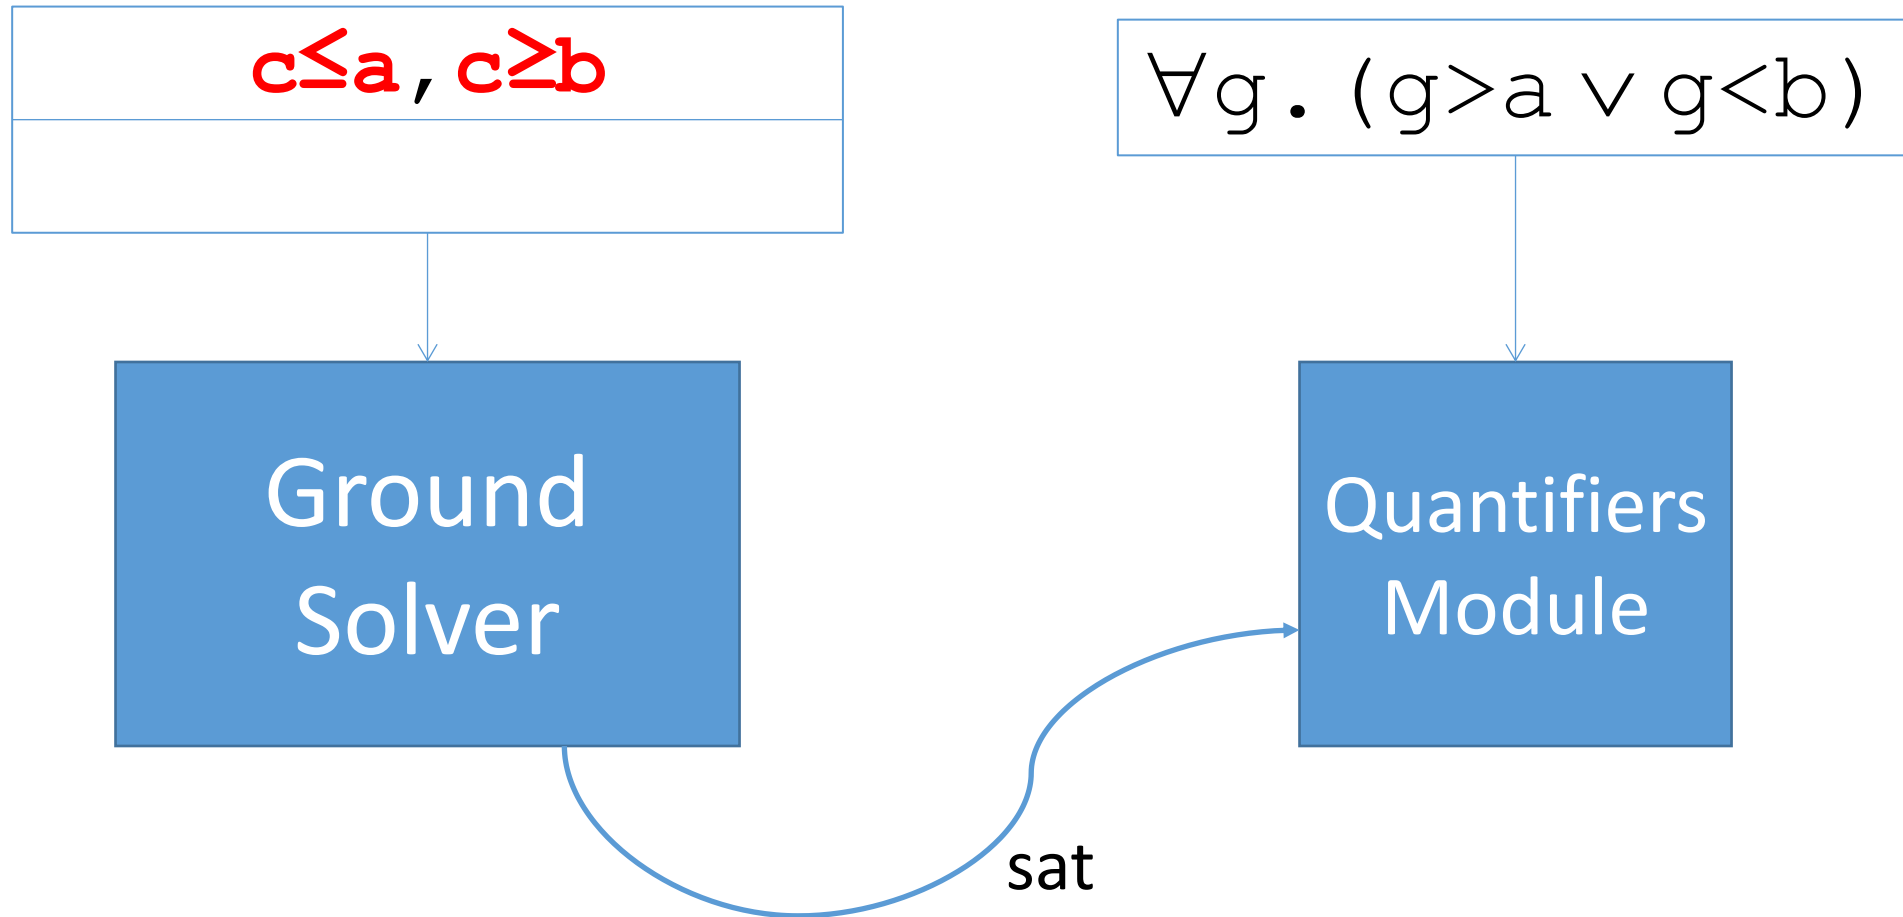 c≤a, c≥b
∀g. (g>a ∨ g<b)
Ground
Solver
Quantifiers
Module
sat